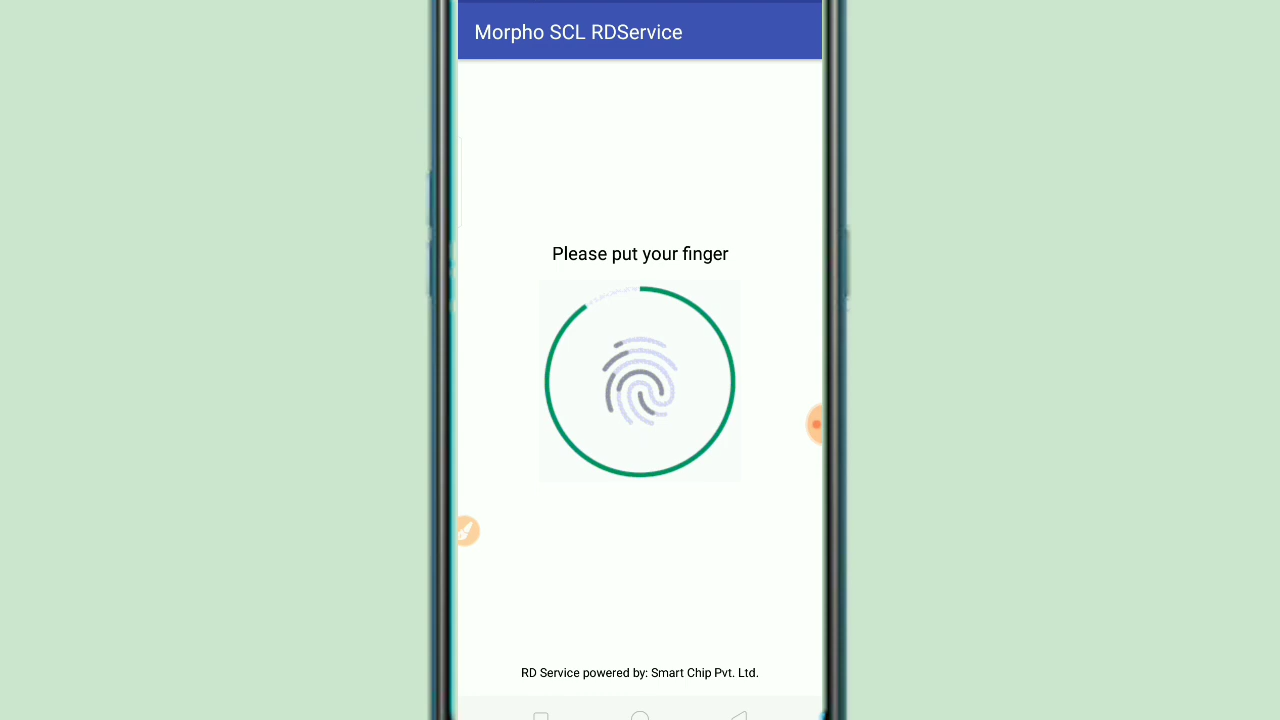 Morpho SCL RDService
Please put your finger
RD Service powered by: Smart Chip Pvt. Ltd.